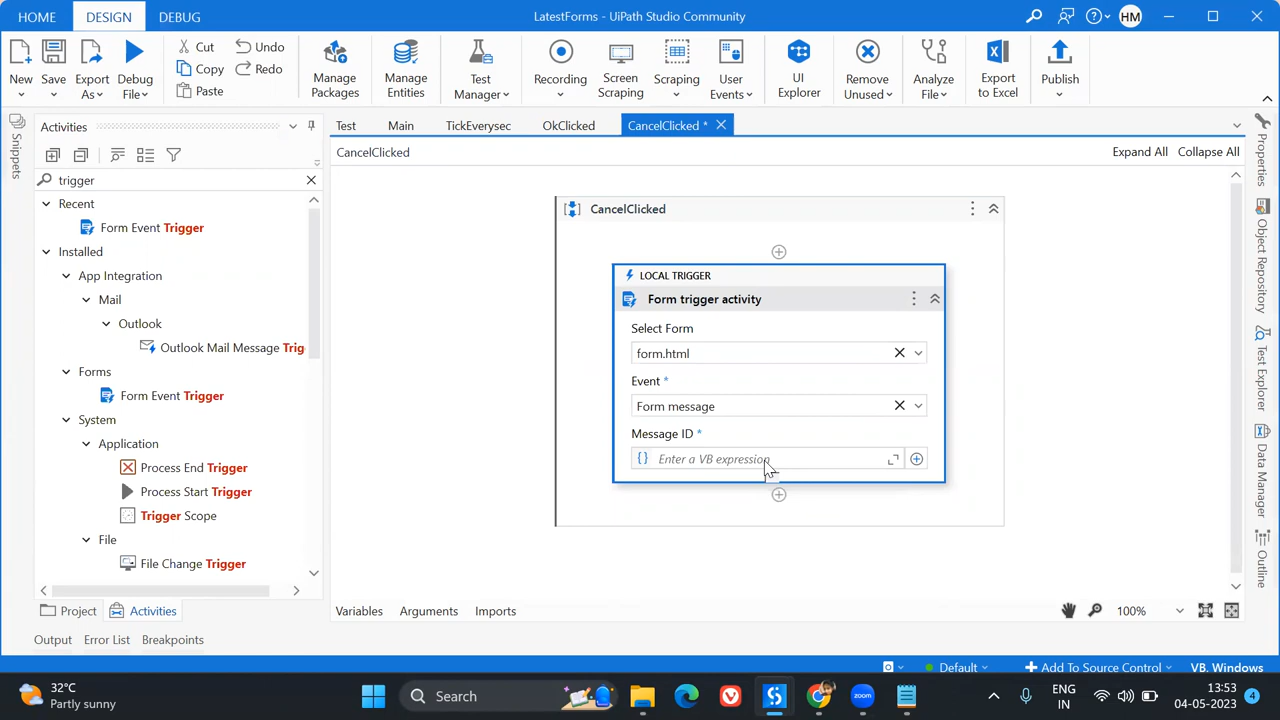 HOME DESIGN DEBUG LatestForms - UiPath Studio Community HM
New Save Export As Debug File Cut Copy Paste Undo Redo Manage Packages Manage Entities Test Manager Recording Screen Scraping Scraping User Events UI Explorer Remove Unused Analyze File Export to Excel Publish
Snippets
Activities
trigger
Recent
Form Event Trigger
Installed
App Integration
Mail
Outlook
Outlook Mail Message Trig
Forms
Form Event Trigger
System
Application
Process End Trigger
Process Start Trigger
Trigger Scope
File
File Change Trigger
Project Activities
Test Main TickEverysec OkClicked CancelClicked *
CancelClicked Expand All Collapse All
CancelClicked
LOCAL TRIGGER
Form trigger activity
Select Form
form.html
Event *
Form message
Message ID *
{} Enter a VB expression
Variables Arguments Imports 100%
Properties
Object Repository
Test Explorer
Data Manager
Outline
Output Error List Breakpoints
Default Add To Source Control VB, Windows
32°C
Partly sunny
Search
zoom
ENG
IN
13:53
04-05-2023
4